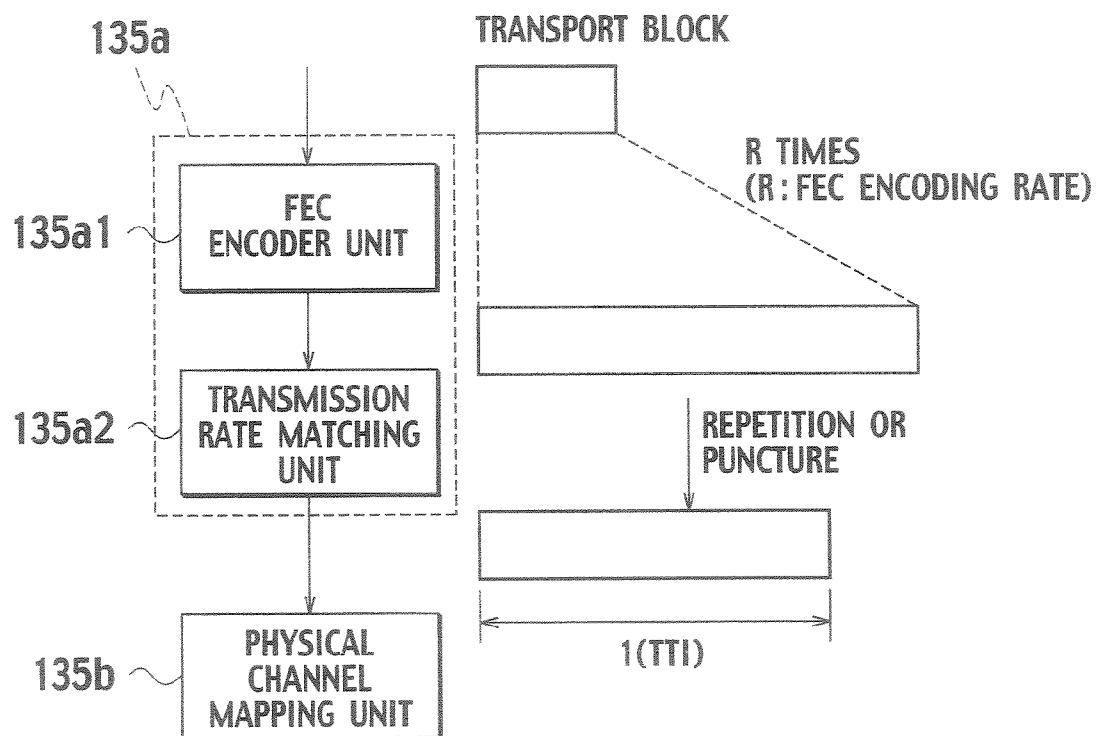 135a
TRANSPORT BLOCK
R TIMES
(R : FEC ENCODING RATE)
135a1
FEC
ENCODER UNIT
135a2
TRANSMISSION
RATE MATCHING
UNIT
REPETITION OR
PUNCTURE
1(TTI)
135b
PHYSICAL
CHANNEL
MAPPING UNIT